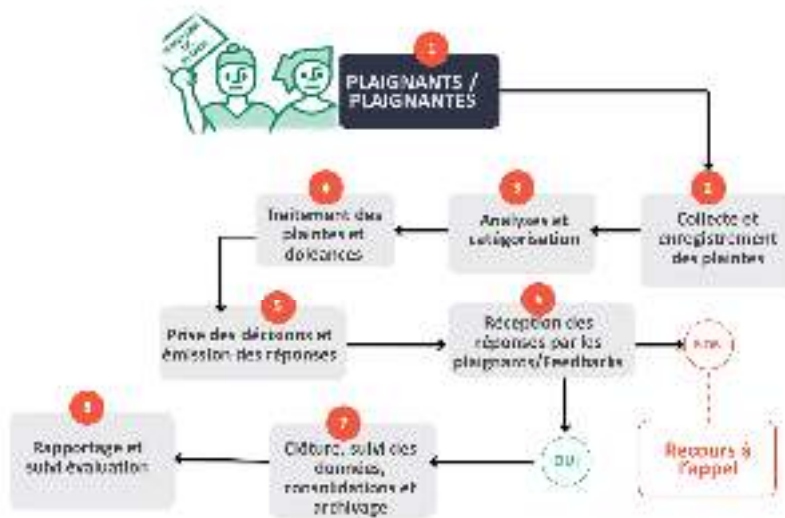 1
PLAIGNANTS /
PLAIGNANTES
2
Collecte et
enregistrement
des plaintes
3
Analyses et
catégorisation
4
Traitement des
plaintes et
doleances
5
Prise des décisions et
émission des réponses
6
Réception des
réponses par les
plaignants/Feedbacks
NON
Recours à
l'appel
OUI
7
Clôture, suivi des
données,
consolidations et
archivage
8
Rapportage et
suivi évaluation